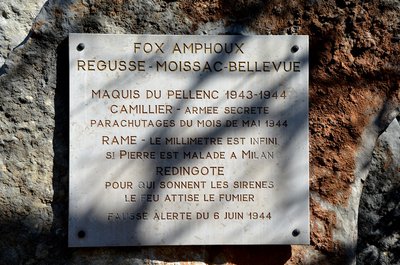 FOX AMPHOUX
REGUSSE - MOISSAC - BELLEVUE
MAQUIS DU PELLENC 1943-1944
CAMILLIER - ARMEE SECRETE
PARACHUTAGES DU MOIS DE MAI 1944
RAME - LE MILLIMETRE EST INFINI
SI PIERRE EST MALADE A MILAN
REDINGOTE
POUR QUI SONNENT LES SIRENES
LE FEU ATTISE LE FUMIER
FAUSSE ALERTE DU 6 JUIN 1944